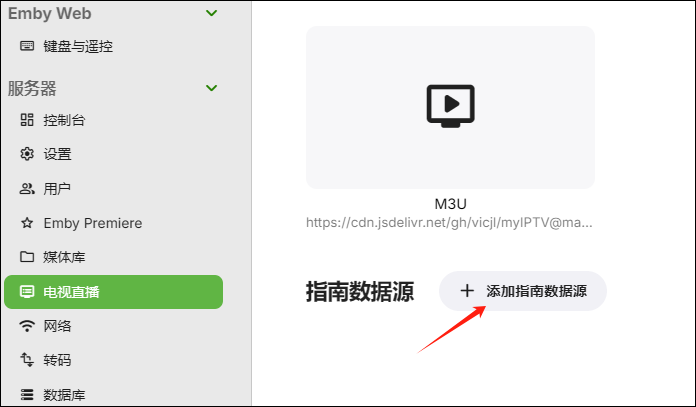 Emby Web
键盘与遥控
服务器
控制台
设置
用户
Emby Premiere
媒体库
电视直播
网络
转码
数据库
M3U
https://cdn.jsdelivr.net/gh/vicjl/myIPTV@ma...
指南数据源
添加指南数据源